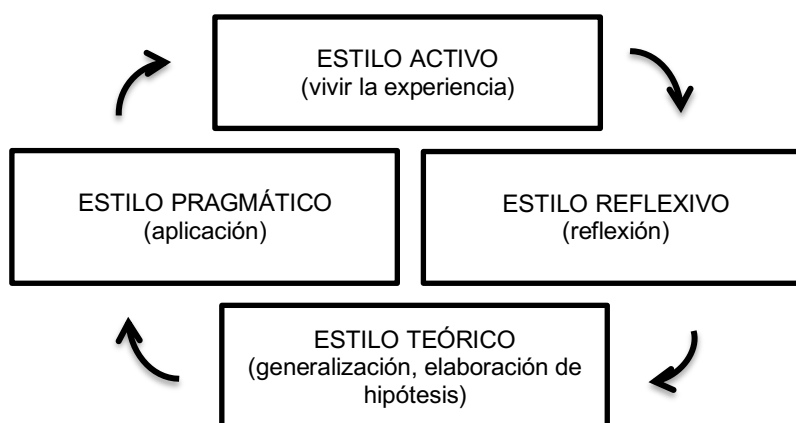 ESTILO ACTIVO
(vivir la experiencia)
ESTILO PRAGMÁTICO
(aplicación)
ESTILO REFLEXIVO
(reflexión)
ESTILO TEÓRICO
(generalización, elaboración de
hipótesis)